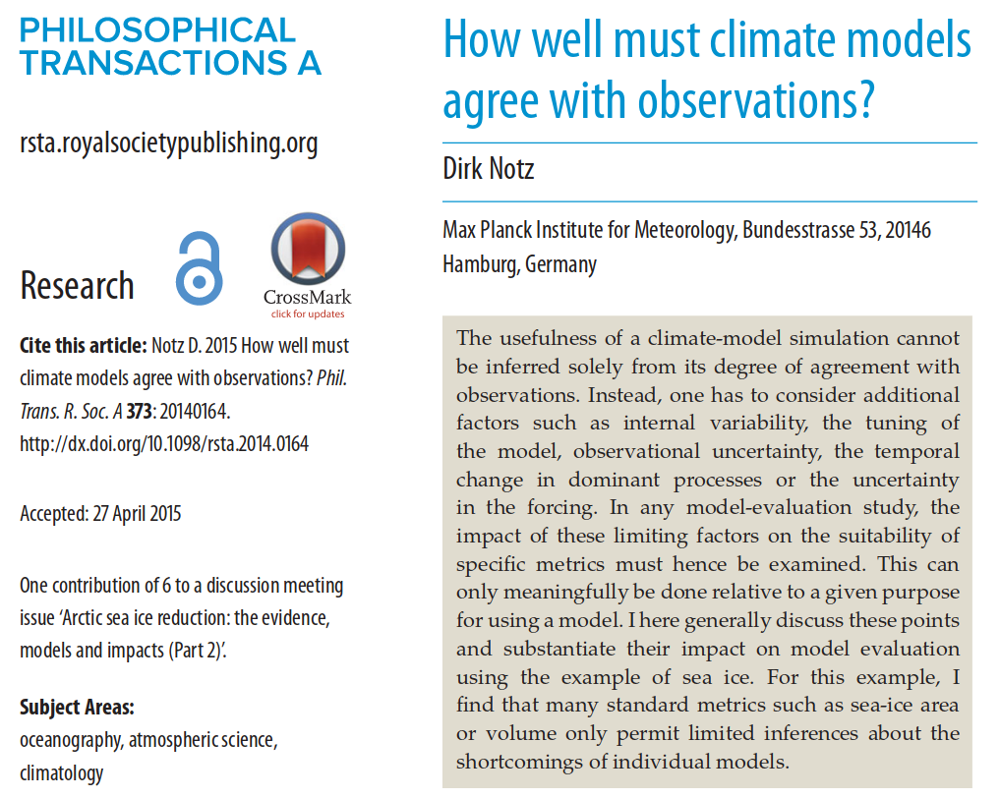 PHILOSOPHICAL
TRANSACTIONS A
rsta.royalsocietypublishing.org
Research
CrossMark
click for updates
Cite this article: Notz D. 2015 How well must
climate models agree with observations? Phil.
Trans. R. Soc. A 373: 20140164.
http://dx.doi.org/10.1098/rsta.2014.0164
Accepted: 27 April 2015
One contribution of 6 to a discussion meeting
issue ‘Arctic sea ice reduction: the evidence,
models and impacts (Part 2)’.
Subject Areas:
oceanography, atmospheric science,
climatology
How well must climate models
agree with observations?
Dirk Notz
Max Planck Institute for Meteorology, Bundesstrasse 53, 20146
Hamburg, Germany
The usefulness of a climate-model simulation cannot
be inferred solely from its degree of agreement with
observations. Instead, one has to consider additional
factors such as internal variability, the tuning of
the model, observational uncertainty, the temporal
change in dominant processes or the uncertainty
in the forcing. In any model-evaluation study, the
impact of these limiting factors on the suitability of
specific metrics must hence be examined. This can
only meaningfully be done relative to a given purpose
for using a model. I here generally discuss these points
and substantiate their impact on model evaluation
using the example of sea ice. For this example, I
find that many standard metrics such as sea-ice area
or volume only permit limited inferences about the
shortcomings of individual models.